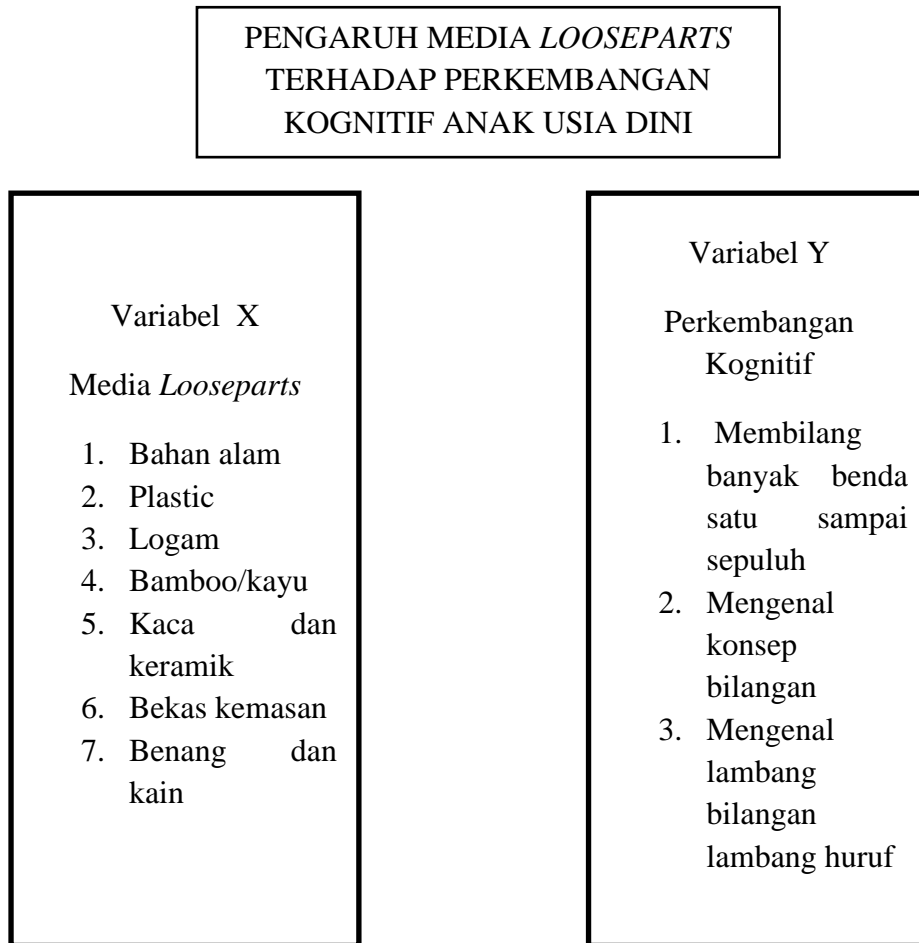 PENGARUH MEDIA LOOSEPARTS
TERHADAP PERKEMBANGAN
KOGNITIF ANAK USIA DINI
Variabel X
Media Looseparts
1. Bahan alam
2. Plastic
3. Logam
4. Bamboo/kayu
5. Kaca dan
keramik
6. Bekas kemasan
7. Benang dan
kain
Variabel Y
Perkembangan
Kognitif
1. Membilang
banyak benda
satu sampai
sepuluh
2. Mengenal
konsep
bilangan
3. Mengenal
lambang
bilangan
lambang huruf